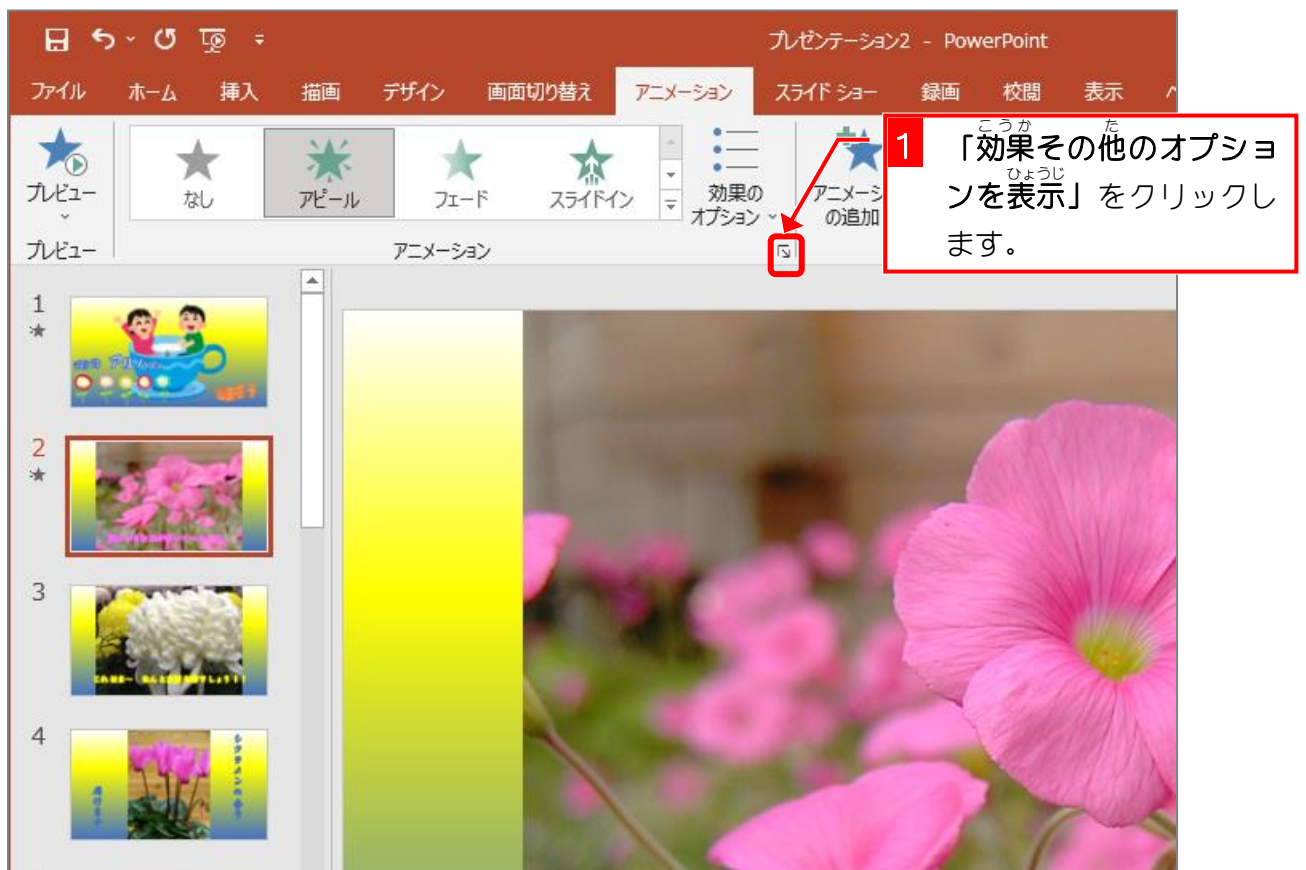 プレゼンテーション2 - PowerPoint
ファイル ホーム 挿入 描画 デザイン 画面切り替え アニメーション スライド ショー 録画 校閲 表示
プレビュー
なし アピール フェード スライドイン
効果の
オプション
アニメーシ
の追加
プレビュー
アニメーション
1 「効果その他のオプショ
こうか た
ンを表示」をクリックし
ひょうじ
ます。
1
2
3
4